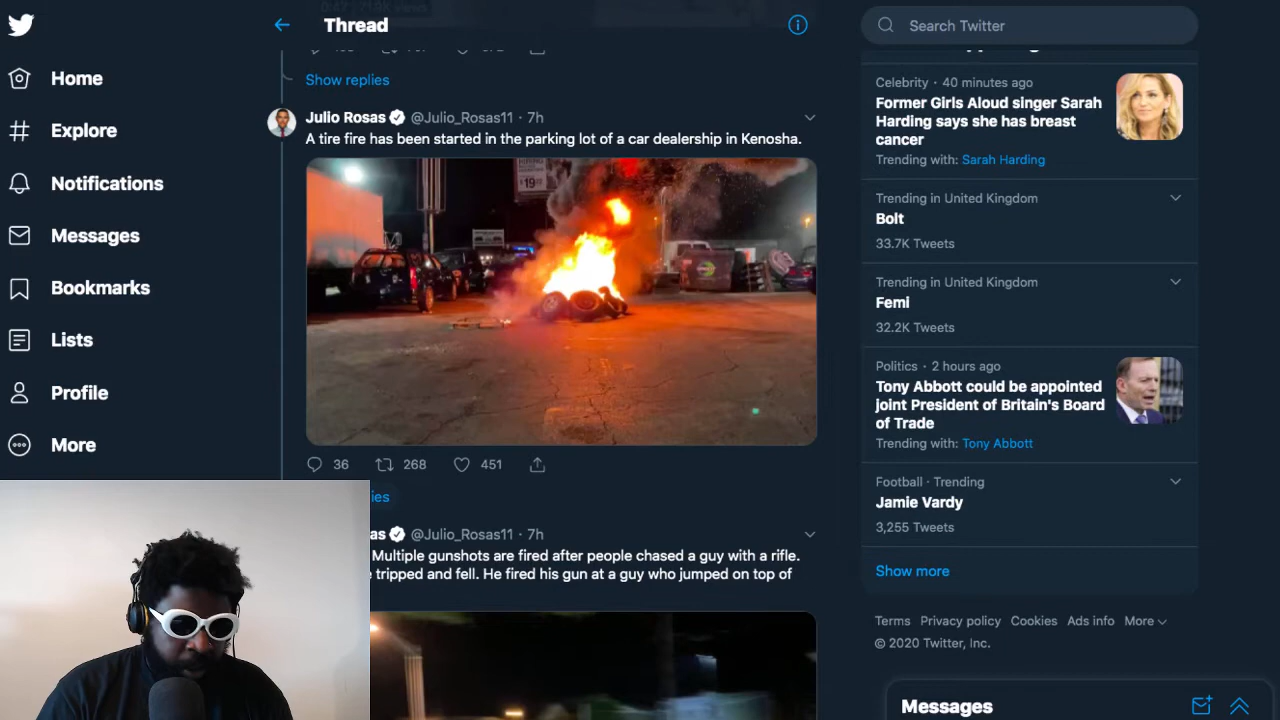 Thread
Search Twitter
Home
Explore
Notifications
Messages
Bookmarks
Lists
Profile
More
Show replies
Julio Rosas @Julio_Rosas11 · 7h
A tire fire has been started in the parking lot of a car dealership in Kenosha.
$19
36 268 451
ies
as @Julio_Rosas11 · 7h
Multiple gunshots are fired after people chased a guy with a rifle.
tripped and fell. He fired his gun at a guy who jumped on top of
Celebrity · 40 minutes ago
Former Girls Aloud singer Sarah
Harding says she has breast
cancer
Trending with: Sarah Harding
Trending in United Kingdom
Bolt
33.7K Tweets
Trending in United Kingdom
Femi
32.2K Tweets
Politics · 2 hours ago
Tony Abbott could be appointed
joint President of Britain's Board
of Trade
Trending with: Tony Abbott
Football · Trending
Jamie Vardy
3,255 Tweets
Show more
Terms Privacy policy Cookies Ads info More
© 2020 Twitter, Inc.
Messages